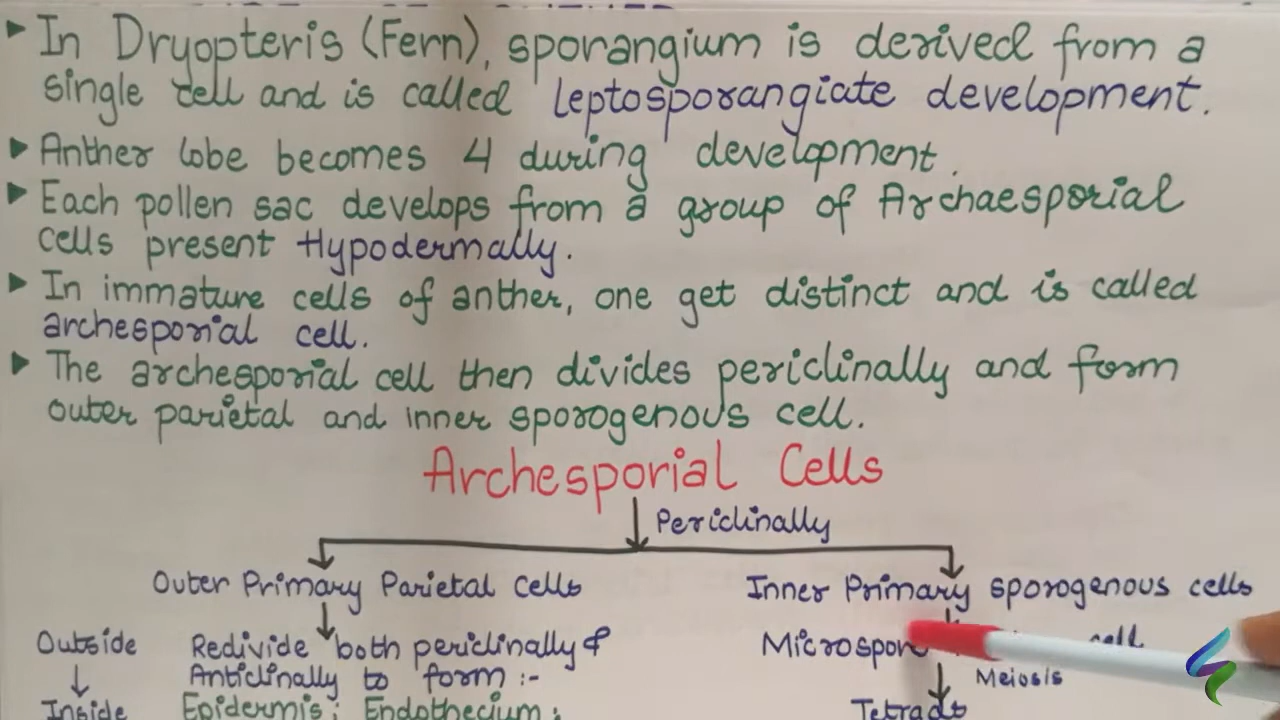 In Dryopteris (Fern), sporangium is derived from a
single cell and is called leptosporangiate development.
Anther lobe becomes 4 during development.
Each pollen sac develops from a group of Archaesporial
cells present Hypodermally.
In immature cells of anther, one get distinct and is called
archesporial cell.
The archesporial cell then divides periclinally and form
outer parietal and inner sporogenous cell.
Archesporial Cells
Periclinally
Outer Primary Parietal Cells
Inner Primary sporogenous cells
Outside
Redivide both periclinally &
Anticlinally to form :-
cell
Meiosis
Inside
Epidermis; Endothecium;
Tetrads